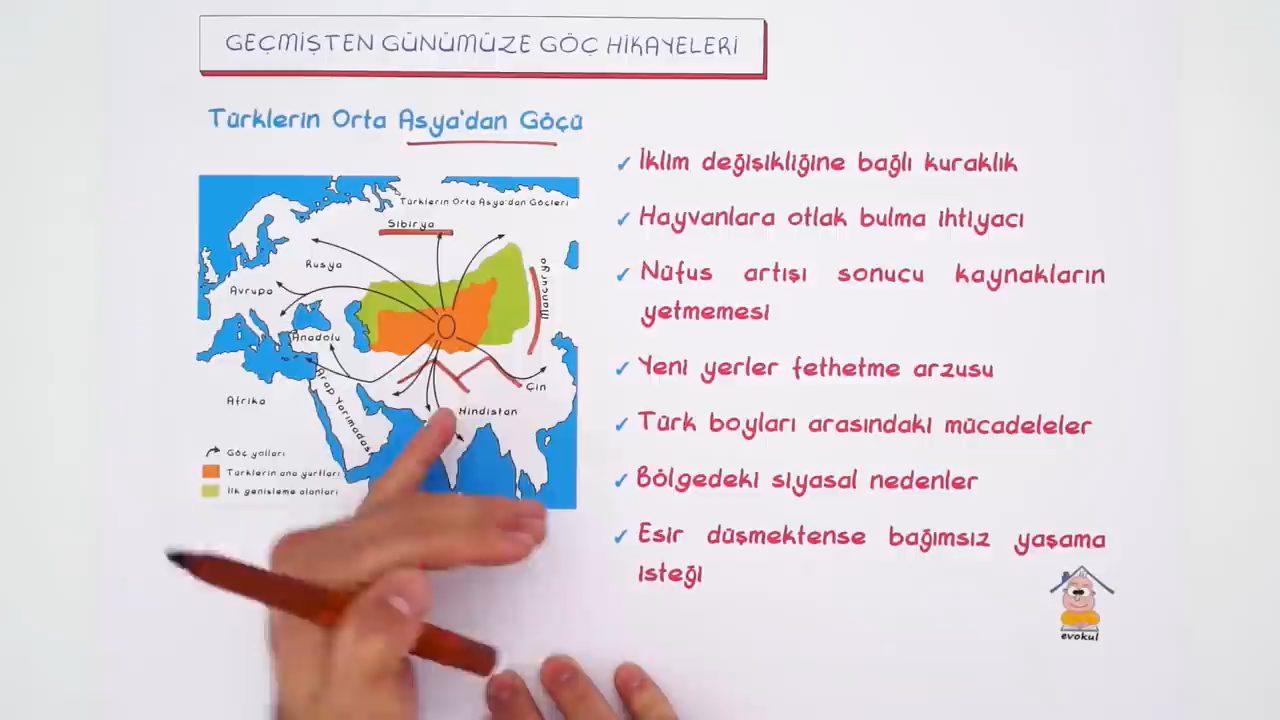 GEÇMİŞTEN GÜNÜMÜZE GÖÇ HİKAYELERİ
Türklerin Orta Asya'dan Göçü
Türklerin Orta Asya'dan Göçleri
Sibirya
Rusya
Avrupa
Mançurya
Anadolu
Çin
Arap Yarımadası
Afrika
Hindistan
Göç yolları
Türklerin ana yurtları
İlk genişleme alanları
✓ İklim değişikliğine bağlı kuraklık
✓ Hayvanlara otlak bulma ihtiyacı
✓ Nüfus artışı sonucu kaynakların
yetmemesi
✓ Yeni yerler fethetme arzusu
✓ Türk boyları arasındaki mücadeleler
✓ Bölgedeki siyasal nedenler
✓ Esir düşmektense bağımsız yaşama
isteği
evokul